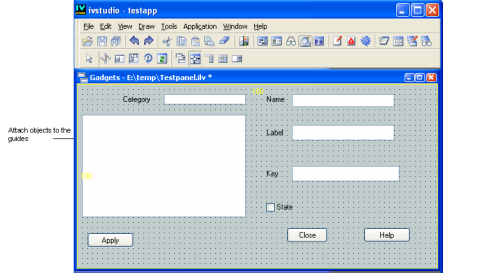 ivstudio - testapp
File Edit View Draw Tools Application Window Help
Gadgets - E:\temp\Testpanel.ilv *
Category
Name
Attach objects to the
guides
Label
Key
State
Apply
Close
Help